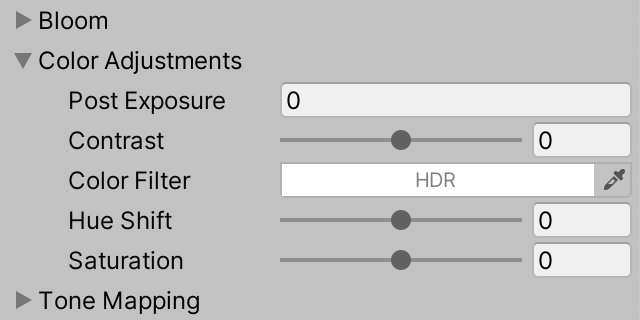 Bloom
Color Adjustments
Post Exposure 0
Contrast 0
Color Filter HDR
Hue Shift 0
Saturation 0
Tone Mapping